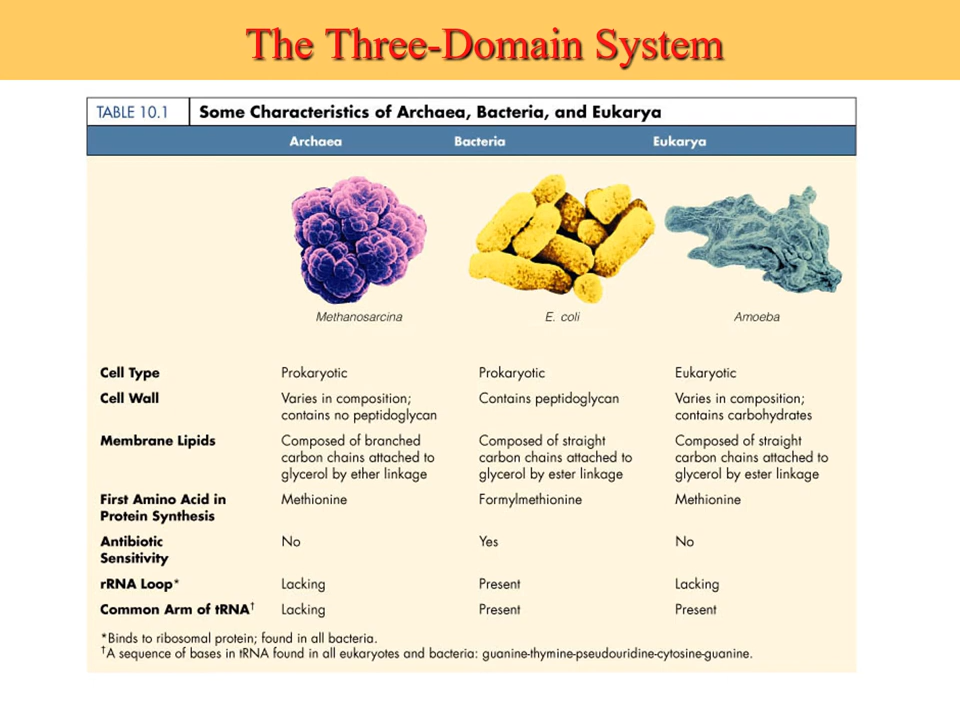 The Three-Domain System
TABLE 10.1 Some Characteristics of Archaea, Bacteria, and Eukarya
Archaea Bacteria Eukarya
Methanosarcina E. coli Amoeba
Cell Type Prokaryotic Prokaryotic Eukaryotic
Cell Wall Varies in composition; Contains peptidoglycan Varies in composition;
contains no peptidoglycan contains carbohydrates
Membrane Lipids Composed of branched Composed of straight Composed of straight
carbon chains attached to carbon chains attached to carbon chains attached to
glycerol by ether linkage glycerol by ester linkage glycerol by ester linkage
First Amino Acid in Methionine Formylmethionine Methionine
Protein Synthesis
Antibiotic No Yes No
Sensitivity
rRNA Loop* Lacking Present Lacking
Common Arm of tRNA† Lacking Present Present
*Binds to ribosomal protein; found in all bacteria.
†A sequence of bases in tRNA found in all eukaryotes and bacteria: guanine-thymine-pseudouridine-cytosine-guanine.